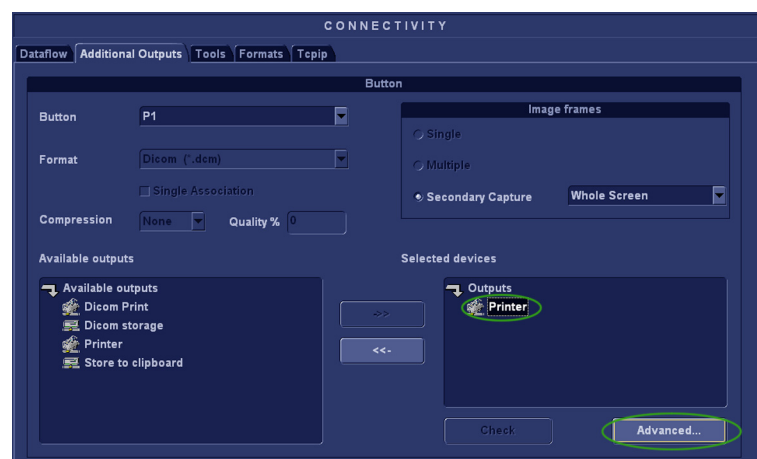 CONNECTIVITY
Dataflow Additional Outputs Tools Formats Tcpip
Button
Button P1
Image frames
Single
Format Dicom (*.dcm)
Multiple
Single Association
Secondary Capture Whole Screen
Compression None Quality % 0
Available outputs
Selected devices
Available outputs
Dicom Print
Dicom storage
Printer
Store to clipboard
->>
<<-
Outputs
Printer
Check Advanced...